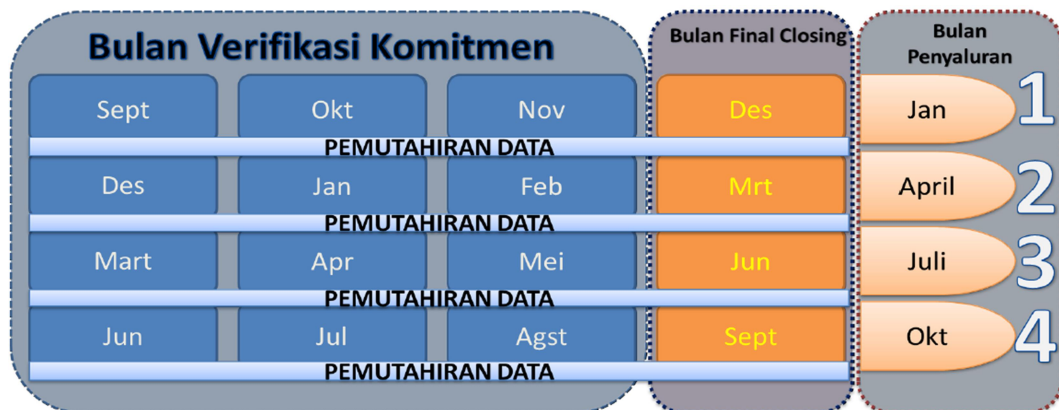 Bulan Verifikasi Komitmen
Bulan Final Closing
Bulan
Penyaluran
Sept Okt Nov Des Jan 1
PEMUTAHIRAN DATA
Des Jan Feb Mrt April 2
PEMUTAHIRAN DATA
Mart Apr Mei Jun Juli 3
PEMUTAHIRAN DATA
Jun Jul Agst Sept Okt 4
PEMUTAHIRAN DATA